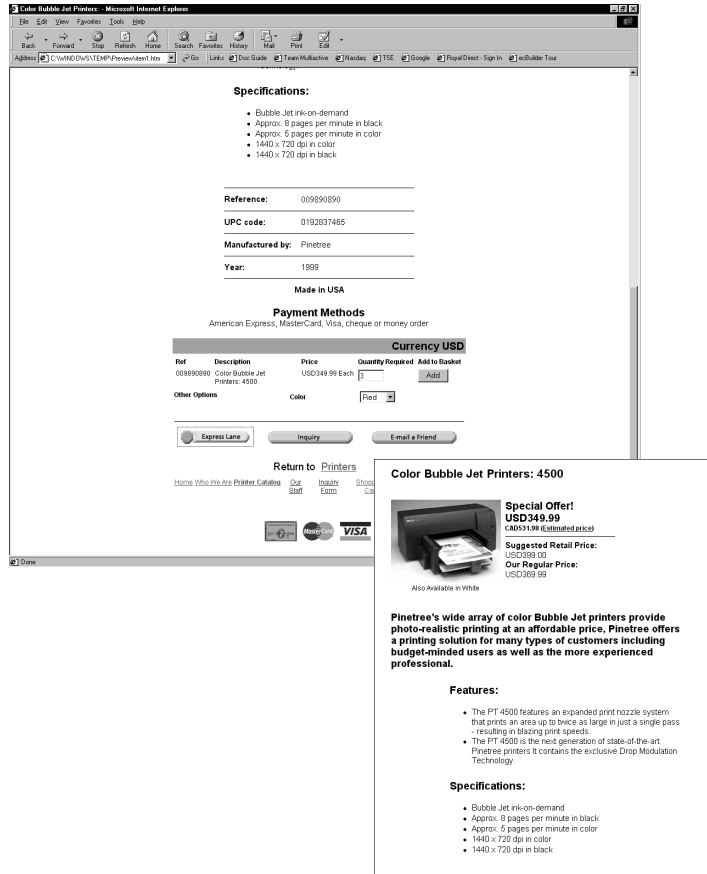 Color Bubble Jet Printers: - Microsoft Internet Explorer
File Edit View Favorites Tools Help
Back Forward Stop Refresh Home Search Favorites History Mail Print Edit
Address C:\WINDOWS\TEMP\Preview\item1.htm Go Links Doc Guide Team Multiactive Nasdaq TSE Google Royal Direct - Sign In ecBuilder Tour
Specifications:
• Bubble Jet ink-on-demand
• Approx. 8 pages per minute in black
• Approx. 5 pages per minute in color
• 1440 x 720 dpi in color
• 1440 x 720 dpi in black
Reference: 009890890
UPC code: 0192837465
Manufactured by: Pinetree
Year: 1999
Made in USA
Payment Methods
American Express, MasterCard, Visa, cheque or money order
Currency USD
Ref Description Price Quantity Required Add to Basket
009890890 Color Bubble Jet USD349.99 Each 3 Add
Printers: 4500
Other Options Color Red
Express Lane Inquiry E-mail a Friend
Return to Printers
Home Who We Are Printer Catalog Our Inquiry
Staff Form
MasterCard VISA
Done
Color Bubble Jet Printers: 4500
Special Offer!
USD349.99
CAD531.98 (Estimated price)
Suggested Retail Price:
USD399.00
Our Regular Price:
USD369.99
Also Available in White
Pinetree's wide array of color Bubble Jet printers provide
photo-realistic printing at an affordable price, Pinetree offers
a printing solution for many types of customers including
budget-minded users as well as the more experienced
professional.
Features:
• The PT 4500 features an expanded print nozzle system
that prints an area up to twice as large in just a single pass
- resulting in blazing print speeds.
• The PT 4500 is the next generation of state-of-the-art
Pinetree printers It contains the exclusive Drop Modulation
Technology.
Specifications:
• Bubble Jet ink-on-demand
• Approx. 8 pages per minute in black
• Approx. 5 pages per minute in color
• 1440 x 720 dpi in color
• 1440 x 720 dpi in black